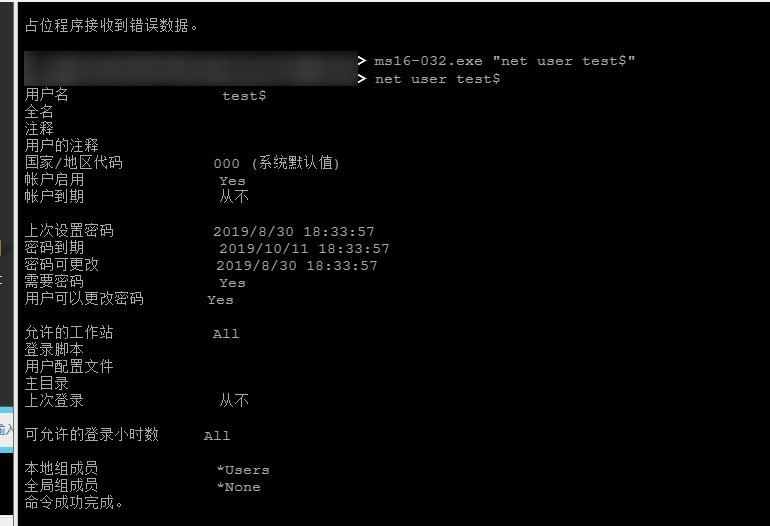 占位程序接收到错误数据。
> ms16-032.exe "net user test$"
> net user test$
用户名 test$
全名
注释
用户的注释
国家/地区代码 000 (系统默认值)
帐户启用 Yes
帐户到期 从不
上次设置密码 2019/8/30 18:33:57
密码到期 2019/10/11 18:33:57
密码可更改 2019/8/30 18:33:57
需要密码 Yes
用户可以更改密码 Yes
允许的工作站 All
登录脚本
用户配置文件
主目录
上次登录 从不
输入
可允许的登录小时数 All
本地组成员 *Users
全局组成员 *None
命令成功完成。